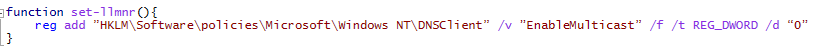 function set-llmnr(){
reg add “HKLM\Software\policies\Microsoft\Windows NT\DNSClient” /v “EnableMulticast” /f /t REG_DWORD /d “0”
}